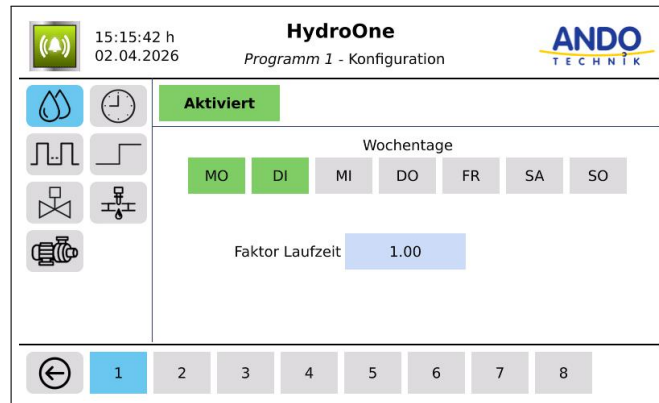 15:15:42 h
02.04.2026
HydroOne
Programm 1 - Konfiguration
ANDO
TECHNIK
Aktiviert
Wochentage
MO DI MI DO FR SA SO
Faktor Laufzeit 1.00
1 2 3 4 5 6 7 8